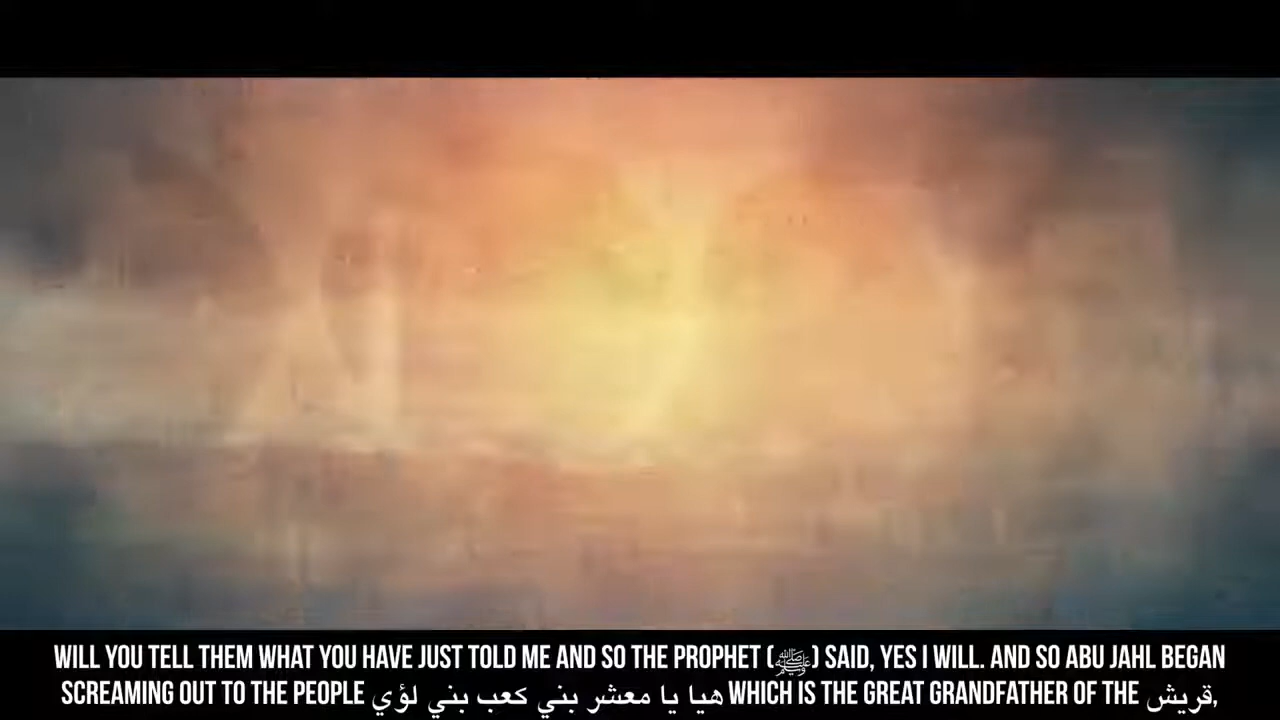 WILL YOU TELL THEM WHAT YOU HAVE JUST TOLD ME AND SO THE PROPHET (ﷺ) SAID, YES I WILL. AND SO ABU JAHL BEGAN
SCREAMING OUT TO THE PEOPLE هيا يا معشر بني كعب بني لؤي WHICH IS THE GREAT GRANDFATHER OF THE قريش,